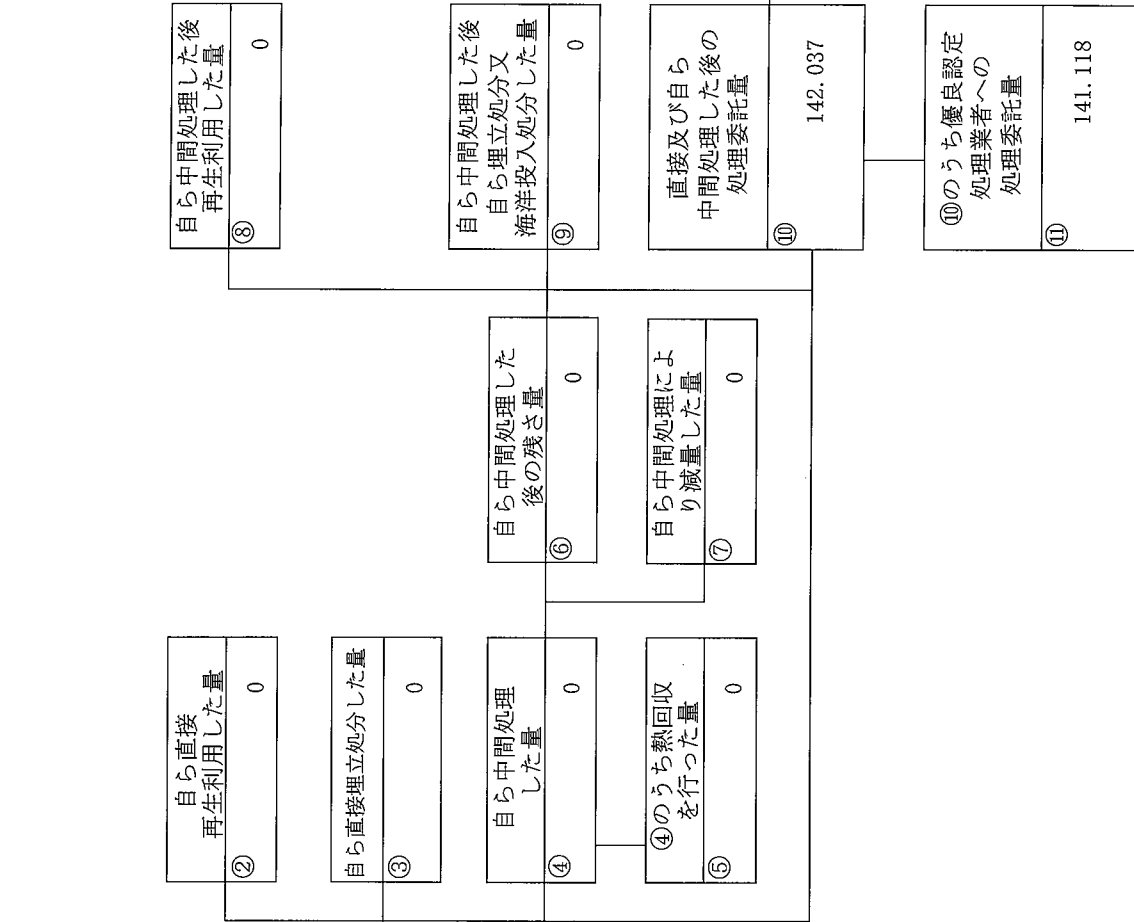 自ら直接
再生利用した量
② 0
自ら直接埋立処分した量
③ 0
自ら中間処理
した量
④ 0
④のうち熱回収
を行った量
⑤ 0
自ら中間処理した
後の残さ量
⑥ 0
自ら中間処理によ
り減量した量
⑦ 0
自ら中間処理した後
再生利用した量
⑧ 0
自ら中間処理した後
自ら埋立処分又
海洋投入処分した量
⑨ 0
直接及び自ら
中間処理した後の
処理委託量
⑩ 142.037
⑩のうち優良認定
処理業者への
処理委託量
⑪ 141.118